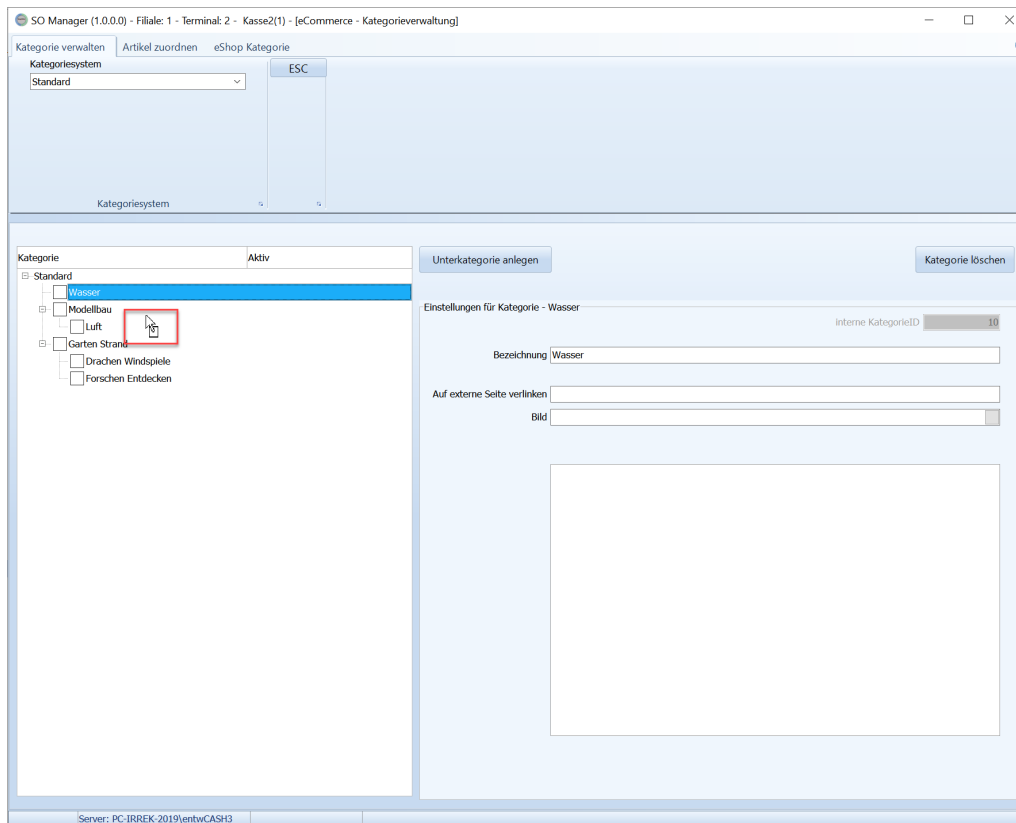 SO Manager (1.0.0.0) - Filiale: 1 - Terminal: 2 -  Kasse2(1) - [eCommerce - Kategorieverwaltung]
Kategorie verwalten Artikel zuordnen eShop Kategorie
Kategoriesystem
ESC
Standard
Kategoriesystem
Kategorie Aktiv
Unterkategorie anlegen Kategorie löschen
Standard
Wasser
Modellbau
Luft
Garten Strand
Drachen Windspiele
Forschen Entdecken
Einstellungen für Kategorie - Wasser
interne KategorieID 10
Bezeichnung Wasser
Auf externe Seite verlinken
Bild
Server: PC-IRREK-2019\entwCASH3